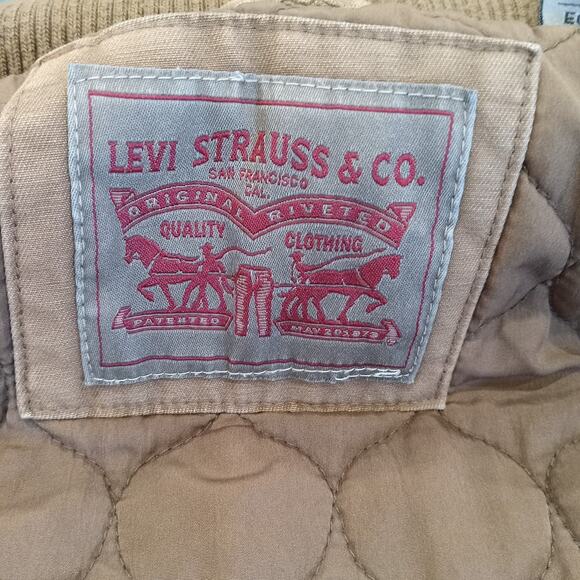 LEVI STRAUSS & CO.
SAN FRANCISCO
CAL.
ORIGINAL RIVETED
QUALITY CLOTHING
PATENTED
MAY 20 1873